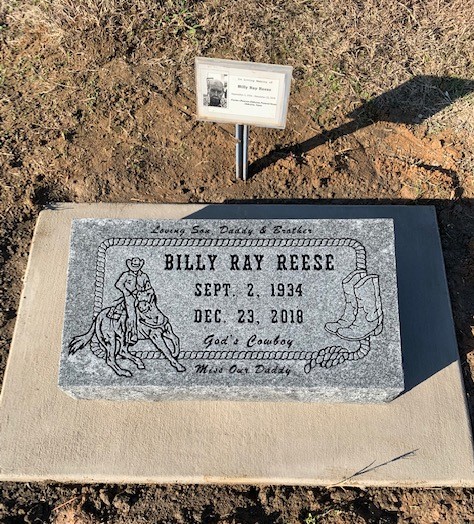 Billy Ray Reese
Loving Son, Daddy & Brother
BILLY RAY REESE
SEPT. 2, 1934
DEC. 23, 2018
God's Cowboy
Miss Our Daddy